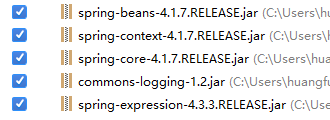 spring-beans-4.1.7.RELEASE.jar (C:\Users\hu
spring-context-4.1.7.RELEASE.jar (C:\Users\
spring-core-4.1.7.RELEASE.jar (C:\Users\hua
commons-logging-1.2.jar (C:\Users\huangfu
spring-expression-4.3.3.RELEASE.jar (C:\Use